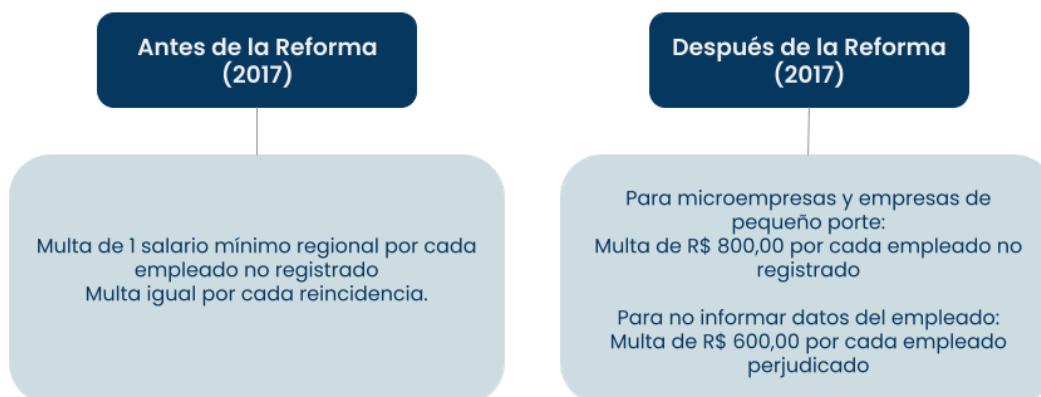 Antes de la Reforma
(2017)
Multa de 1 salario mínimo regional por cada
empleado no registrado
Multa igual por cada reincidencia.
Después de la Reforma
(2017)
Para microempresas y empresas de
pequeño porte:
Multa de R$ 800,00 por cada empleado no
registrado
Para no informar datos del empleado:
Multa de R$ 600,00 por cada empleado
perjudicado